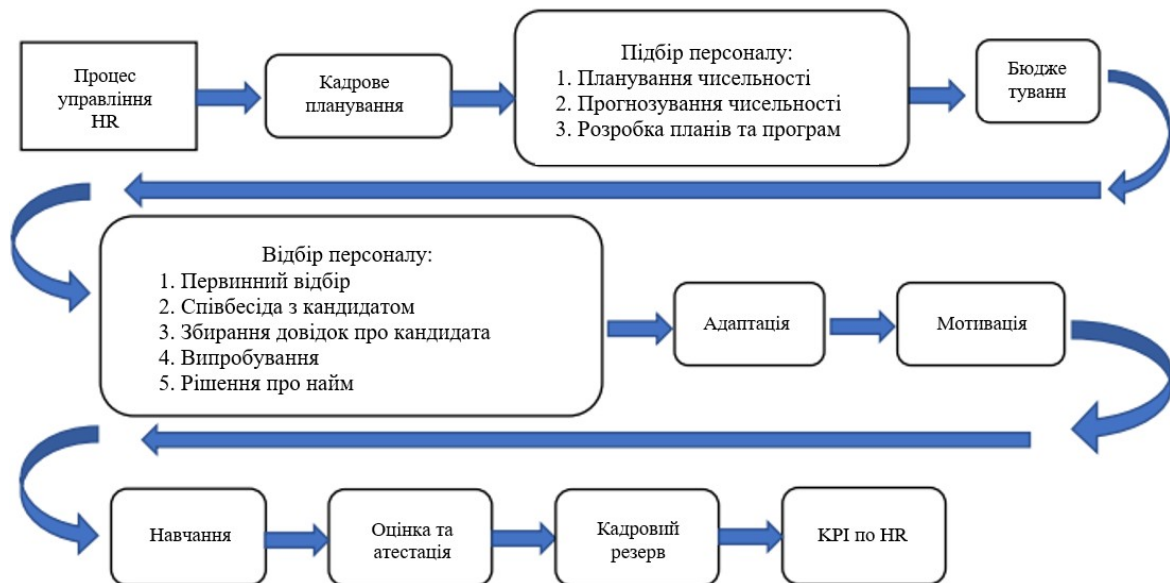 Процес
управління
HR
Кадрове
планування
Підбір персоналу:
1. Планування чисельності
2. Прогнозування чисельності
3. Розробка планів та програм
Бюдже
туванн
Відбір персоналу:
1. Первинний відбір
2. Співбесіда з кандидатом
3. Збирання довідок про кандидата
4. Випробування
5. Рішення про найм
Адаптація
Мотивація
Навчання
Оцінка та
атестація
Кадровий
резерв
KPI по HR